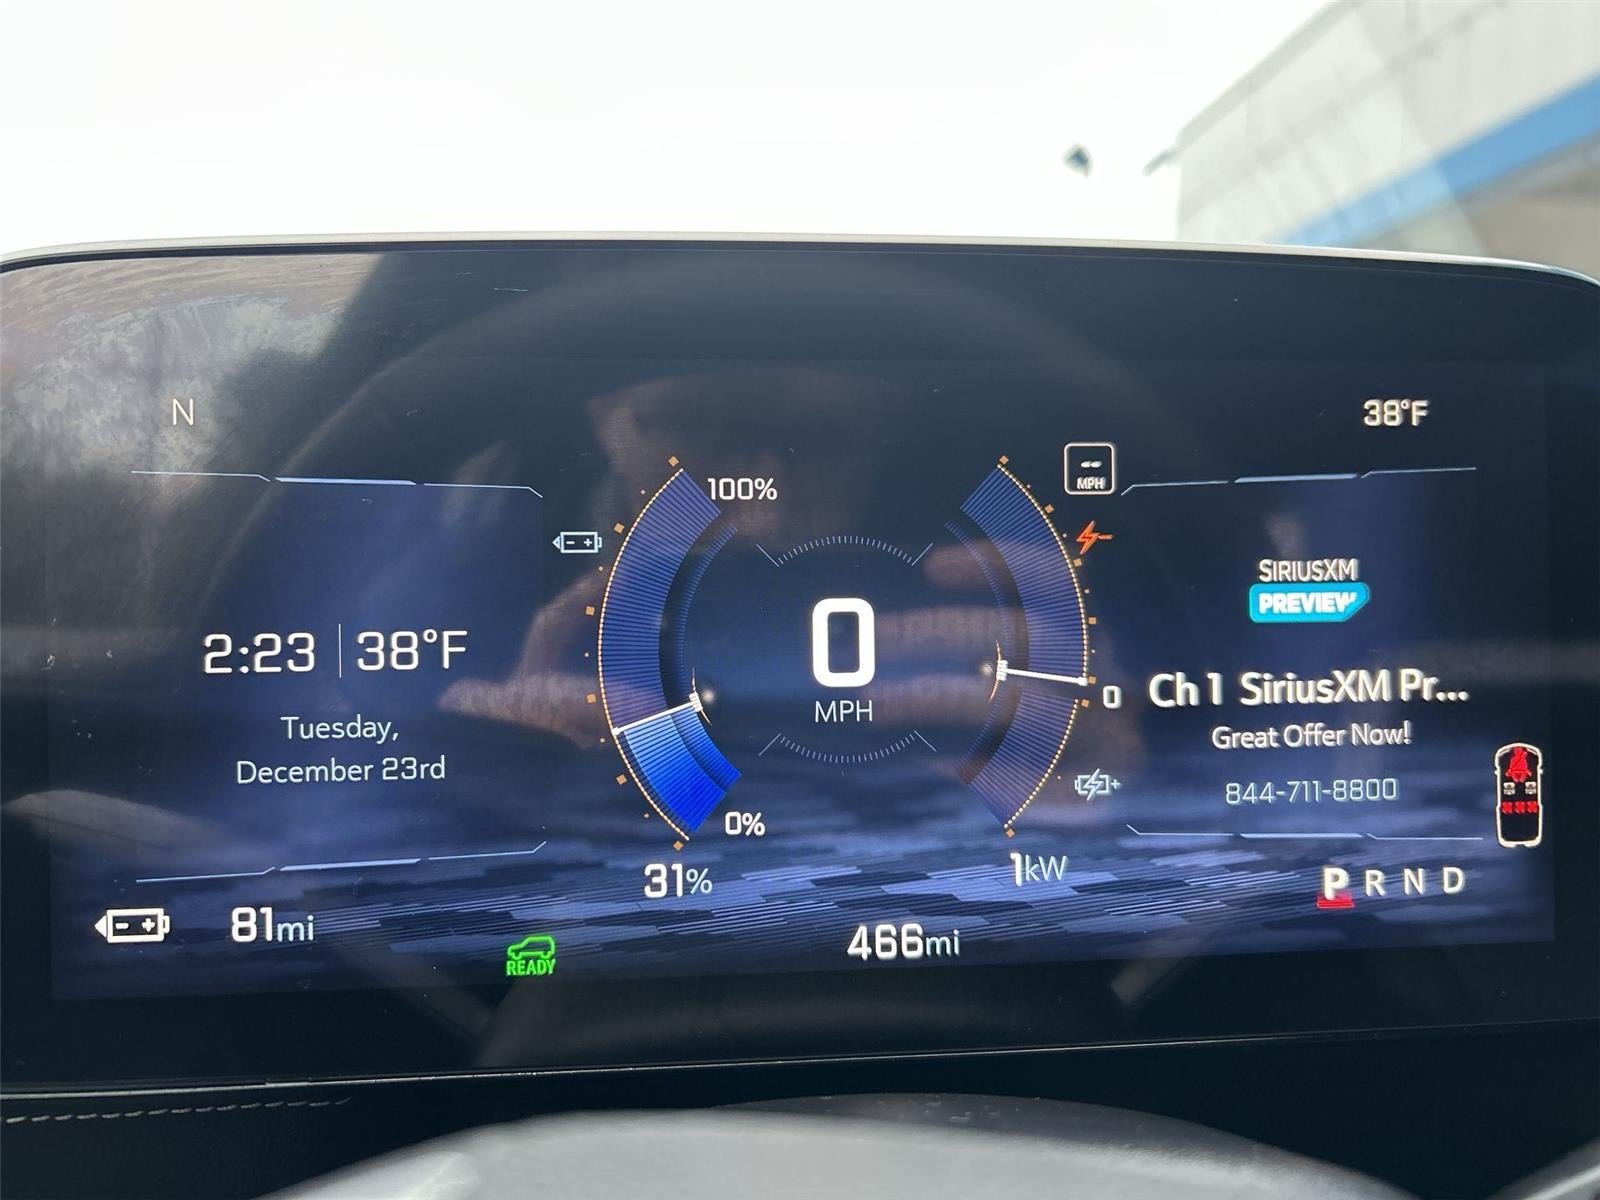 N
38°F
100%
--
MPH
2:23 38°F
Tuesday,
December 23rd
0
MPH
SIRIUSXM
PREVIEW
0
Ch 1 SiriusXM Pr...
Great Offer Now!
844-711-8800
0%
31%
1kW
P R N D
81mi
READY
466mi